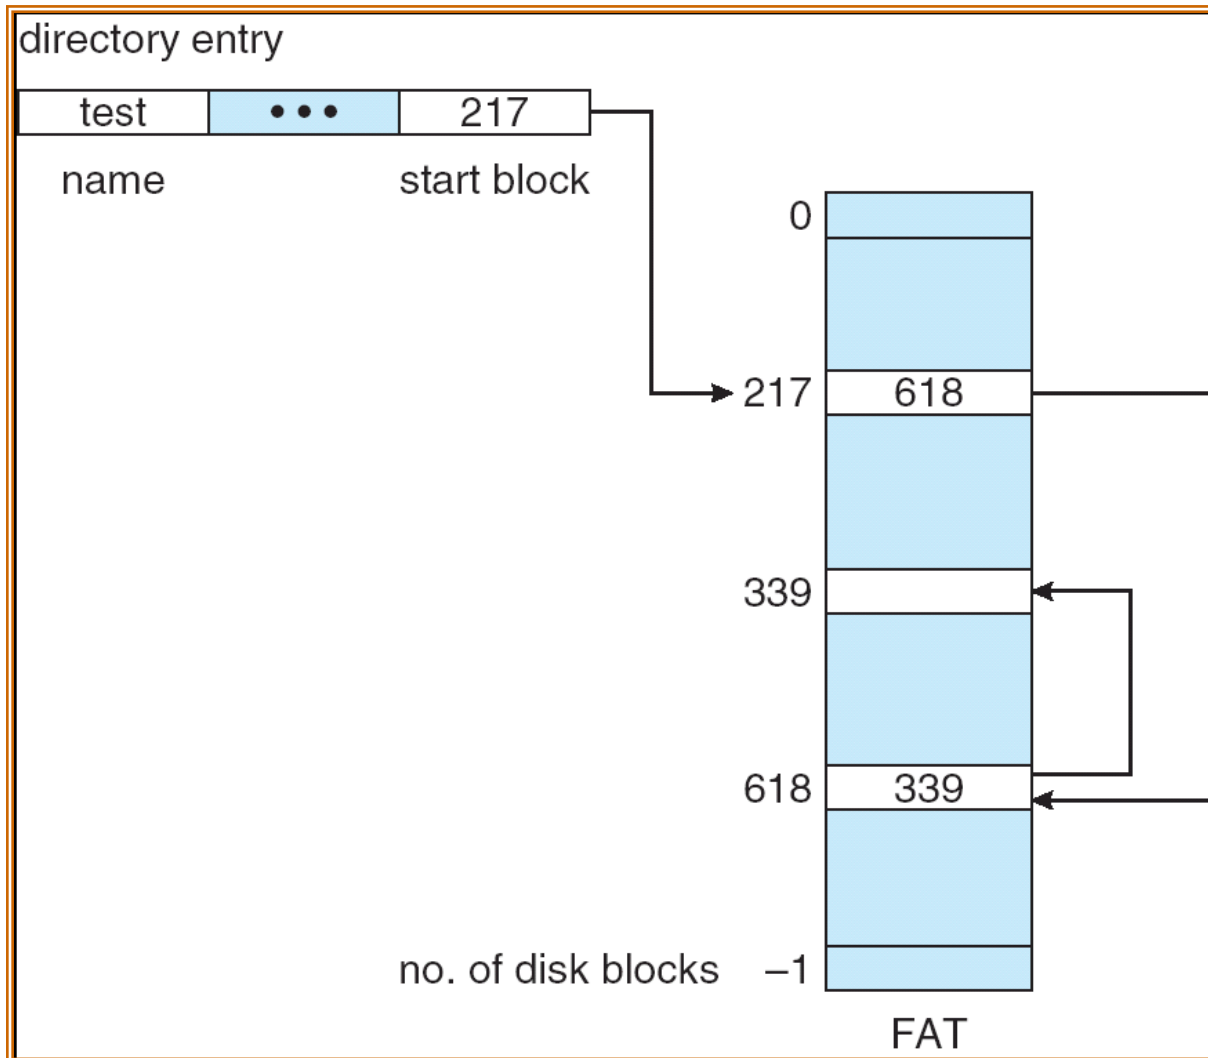 directory entry
test ••• 217
name start block
0
217 618
339
618 339
no. of disk blocks –1
FAT